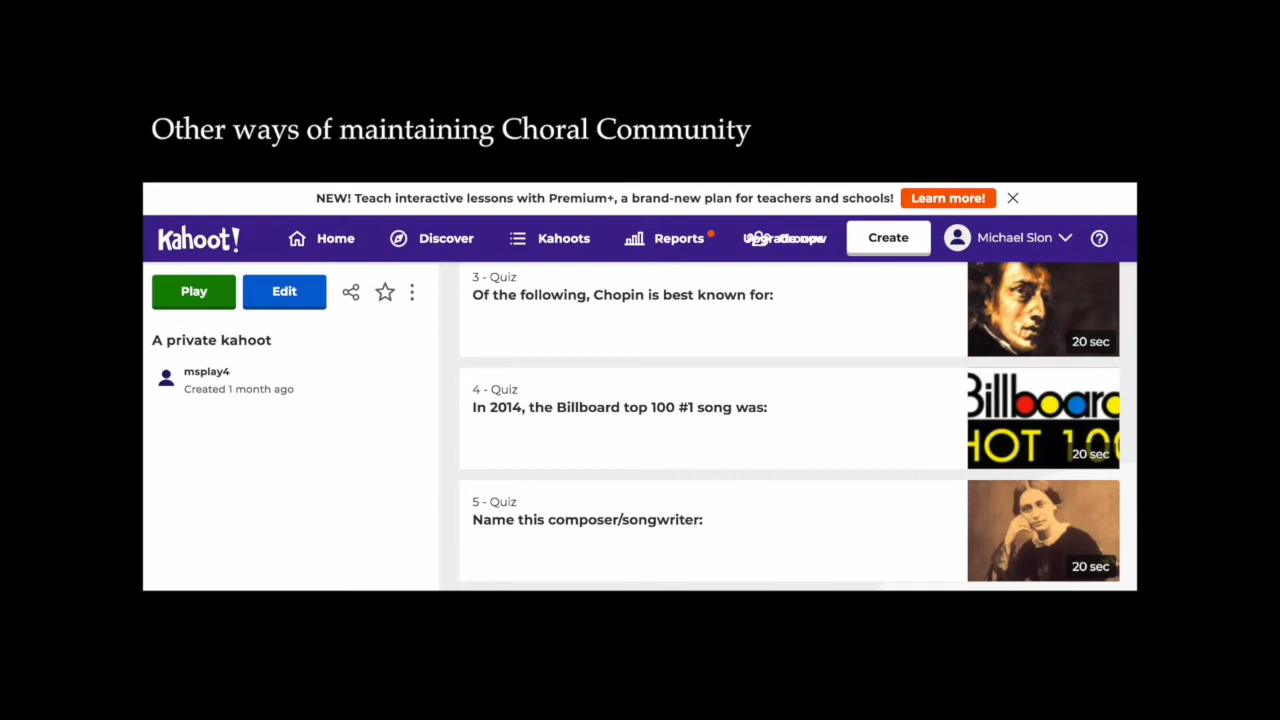 Other ways of maintaining Choral Community
NEW! Teach interactive lessons with Premium+, a brand-new plan for teachers and schools! Learn more!
Kahoot! Home Discover Kahoots Reports Create Michael Slon
Play Edit
A private kahoot
msplay4
Created 1 month ago
3 - Quiz
Of the following, Chopin is best known for:
20 sec
4 - Quiz
In 2014, the Billboard top 100 #1 song was:
Billboard
HOT 100
20 sec
5 - Quiz
Name this composer/songwriter:
20 sec